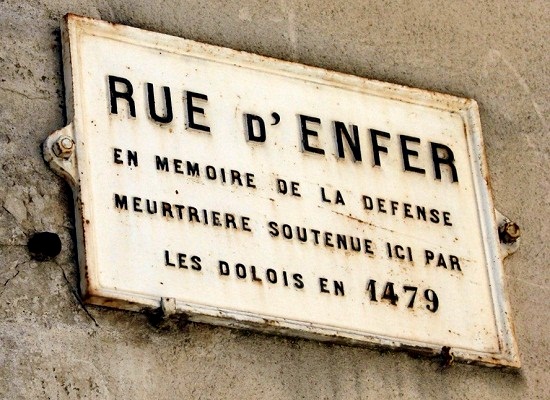 RUE D'ENFER
EN MEMOIRE DE LA DEFENSE
MEURTRIERE SOUTENUE ICI PAR
LES DOLOIS EN 1479